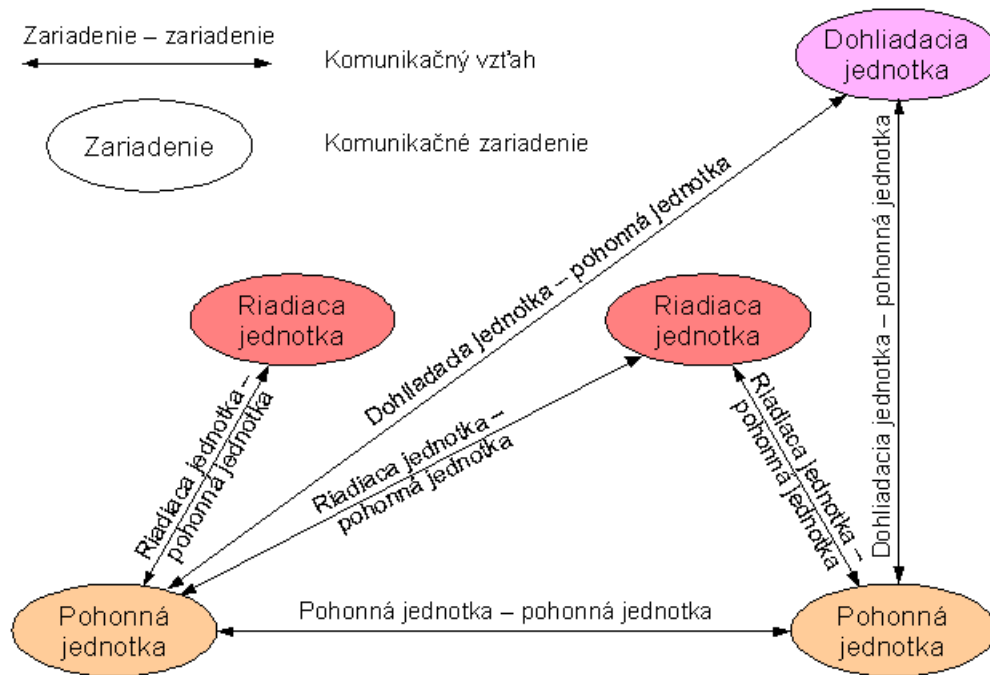 Zariadenie – zariadenie
Komunikačný vzťah
Zariadenie
Komunikačné zariadenie
Dohliadacia
jednotka
Dohliadacia jednotka – pohonná jednotka
Dohliadacia jednotka – pohonná jednotka
Riadiaca
jednotka
Riadiaca
jednotka
Riadiaca jednotka –
pohonná jednotka
Riadiaca jednotka –
pohonná jednotka
Riadiaca jednotka –
pohonná jednotka
Pohonná
jednotka
Pohonná jednotka – pohonná jednotka
Pohonná
jednotka